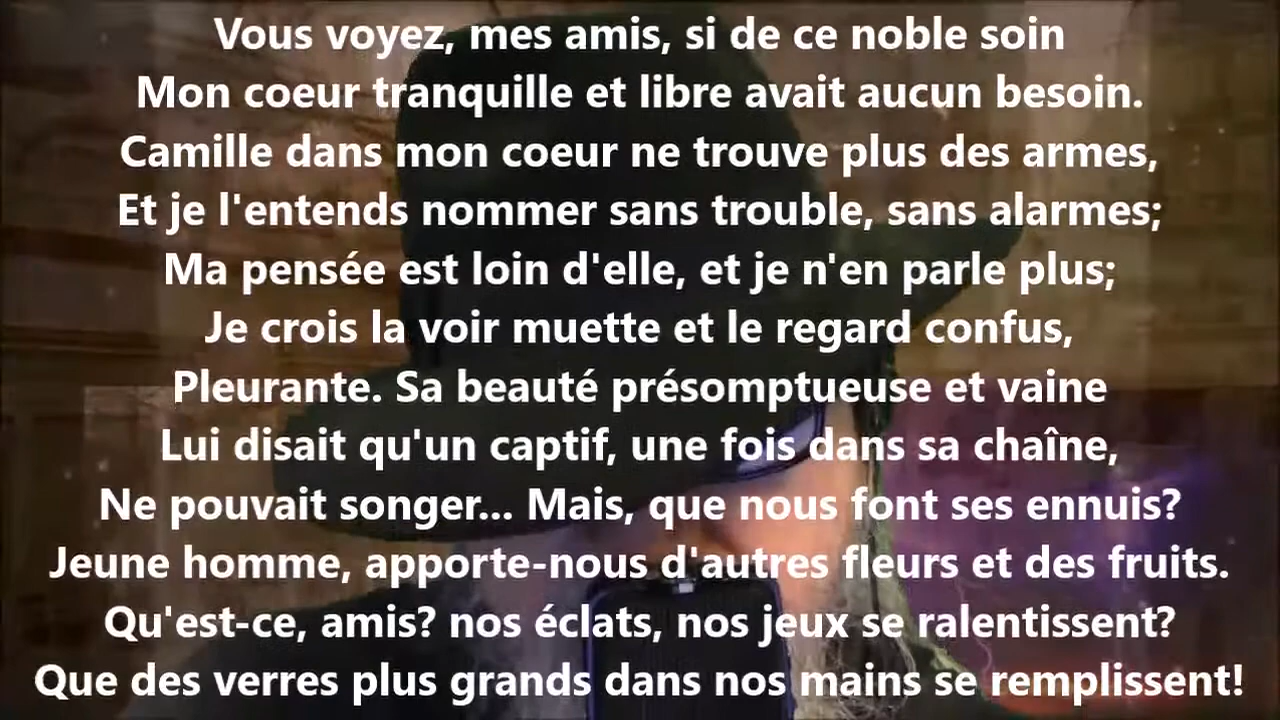 Vous voyez, mes amis, si de ce noble soin
Mon coeur tranquille et libre avait aucun besoin.
Camille dans mon coeur ne trouve plus des armes,
Et je l'entends nommer sans trouble, sans alarmes;
Ma pensée est loin d'elle, et je n'en parle plus;
Je crois la voir muette et le regard confus,
Pleurante. Sa beauté présomptueuse et vaine
Lui disait qu'un captif, une fois dans sa chaîne,
Ne pouvait songer... Mais, que nous font ses ennuis?
Jeune homme, apporte-nous d'autres fleurs et des fruits.
Qu'est-ce, amis? nos éclats, nos jeux se ralentissent?
Que des verres plus grands dans nos mains se remplissent!